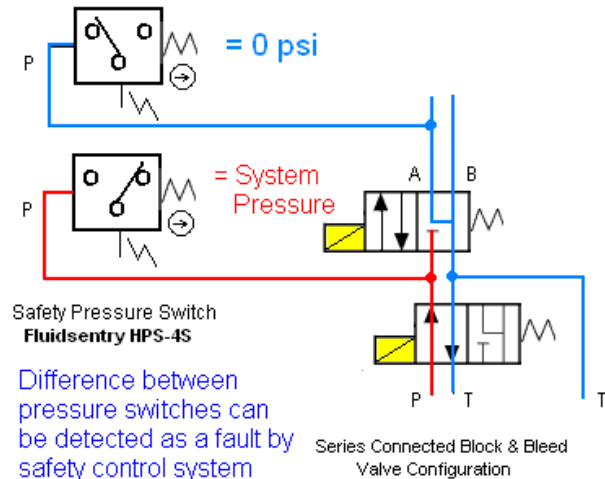 = 0 psi
P
A B
P
= System
Pressure
Safety Pressure Switch
Fluidsentry HPS-4S
Difference between
pressure switches can
be detected as a fault by
safety control system
P T T
Series Connected Block & Bleed
Valve Configuration